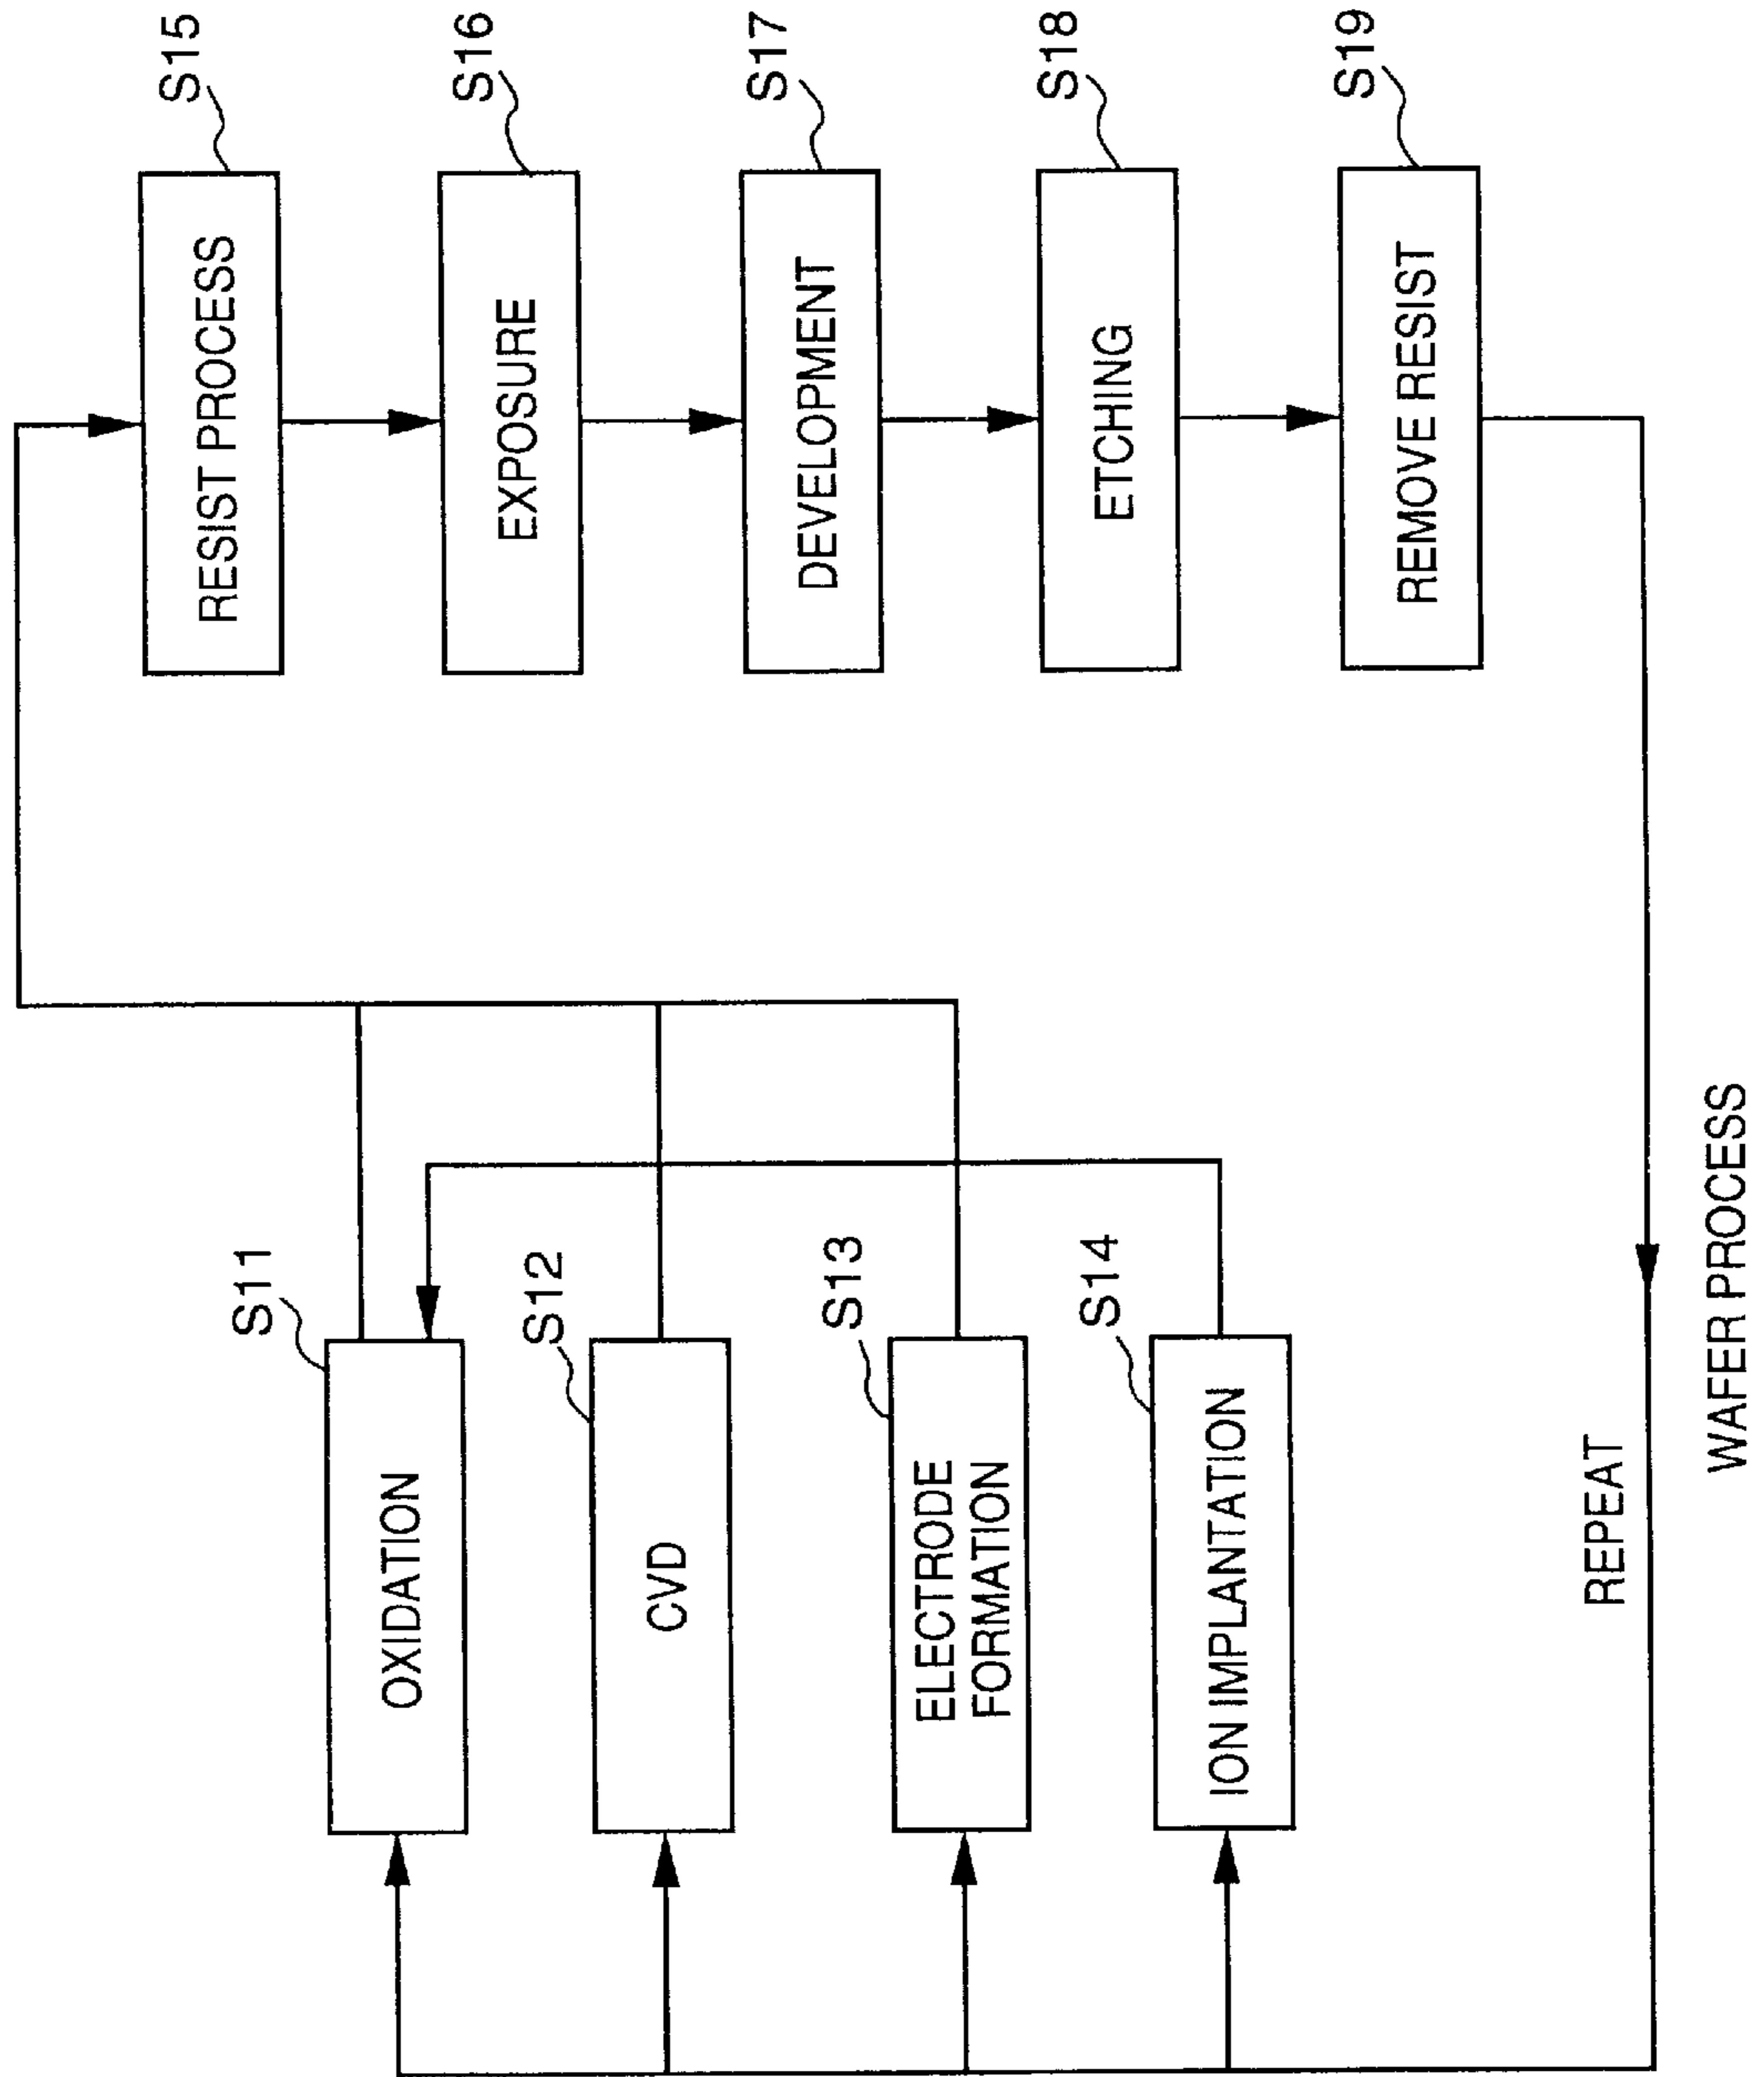 S11
OXIDATION
S12
CVD
S13
ELECTRODE
FORMATION
S14
ION IMPLANTATION
S15
RESIST PROCESS
S16
EXPOSURE
S17
DEVELOPMENT
S18
ETCHING
S19
REMOVE RESIST
REPEAT
WAFER PROCESS